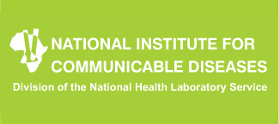 NATIONAL INSTITUTE FOR
COMMUNICABLE DISEASES
Division of the National Health Laboratory Service